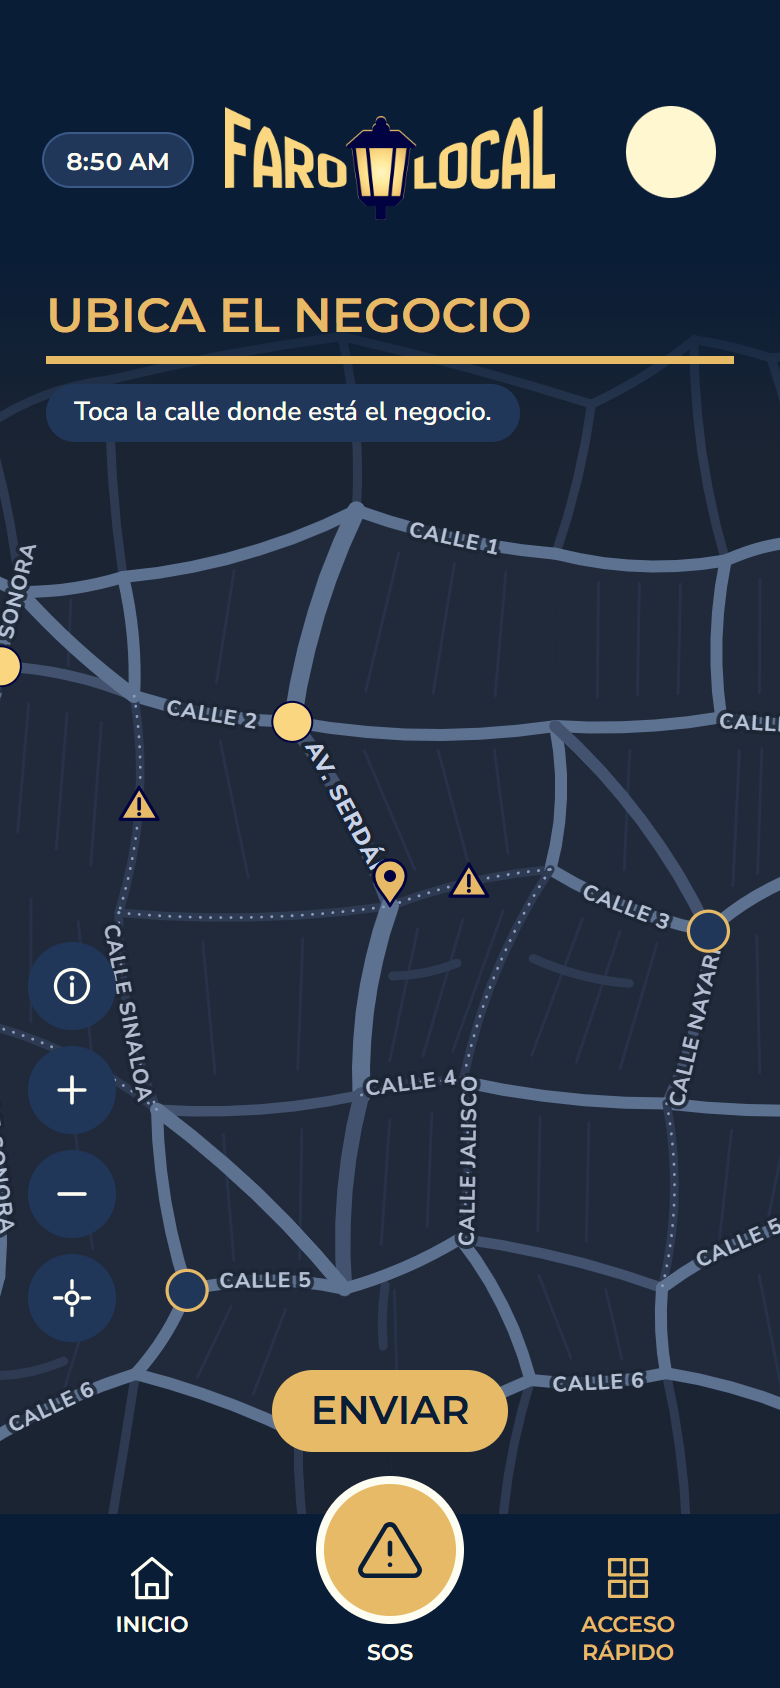 8:50 AM
FARO LOCAL
UBICA EL NEGOCIO
Toca la calle donde está el negocio.
CALLE 1
SONORA
CALLE 2
CALLE
AV. SERDÁ
CALLE 3
CALLE SINALOA
CALLE NAYARI
CALLE 4
CALLE JALISCO
SONORA
CALLE 5
CALLE 5
CALLE 6
CALLE 6
ENVIAR
INICIO
SOS
ACCESO
RÁPIDO